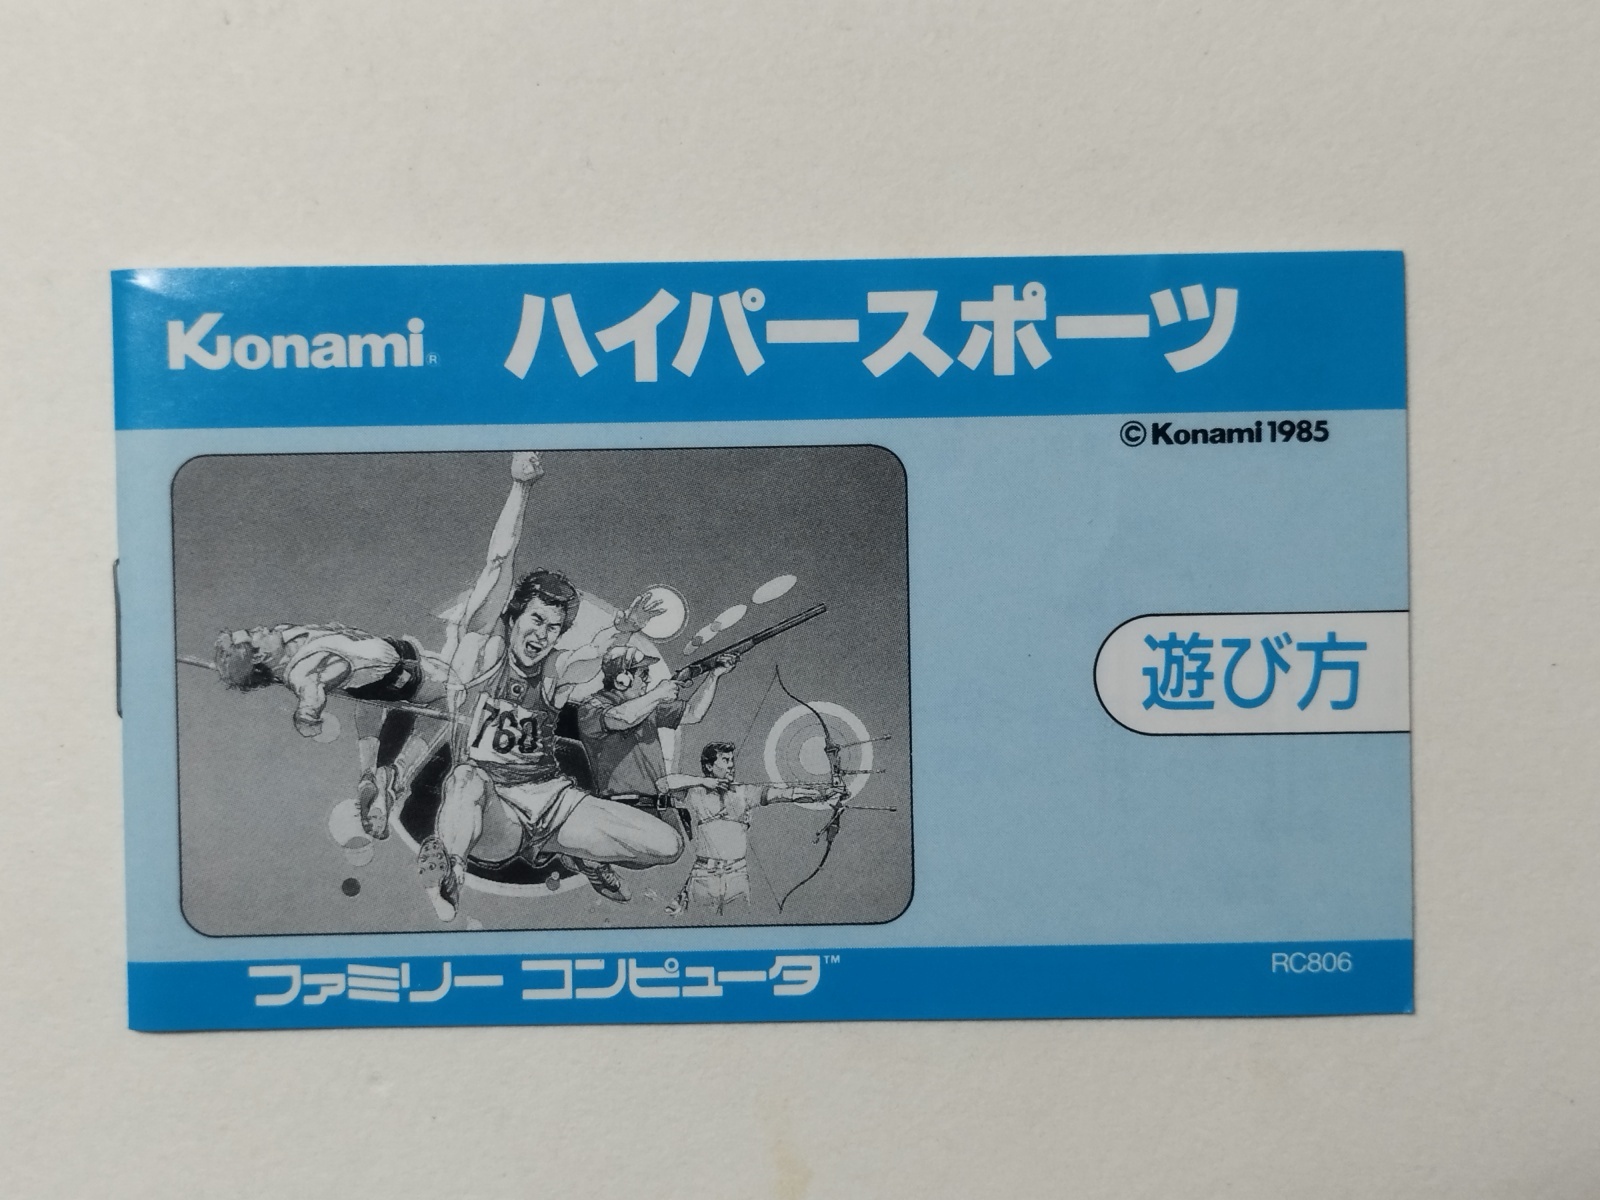 Konami® ハイパースポーツ
©Konami 1985
760
遊び方
ファミリー コンピュータ™
RC806